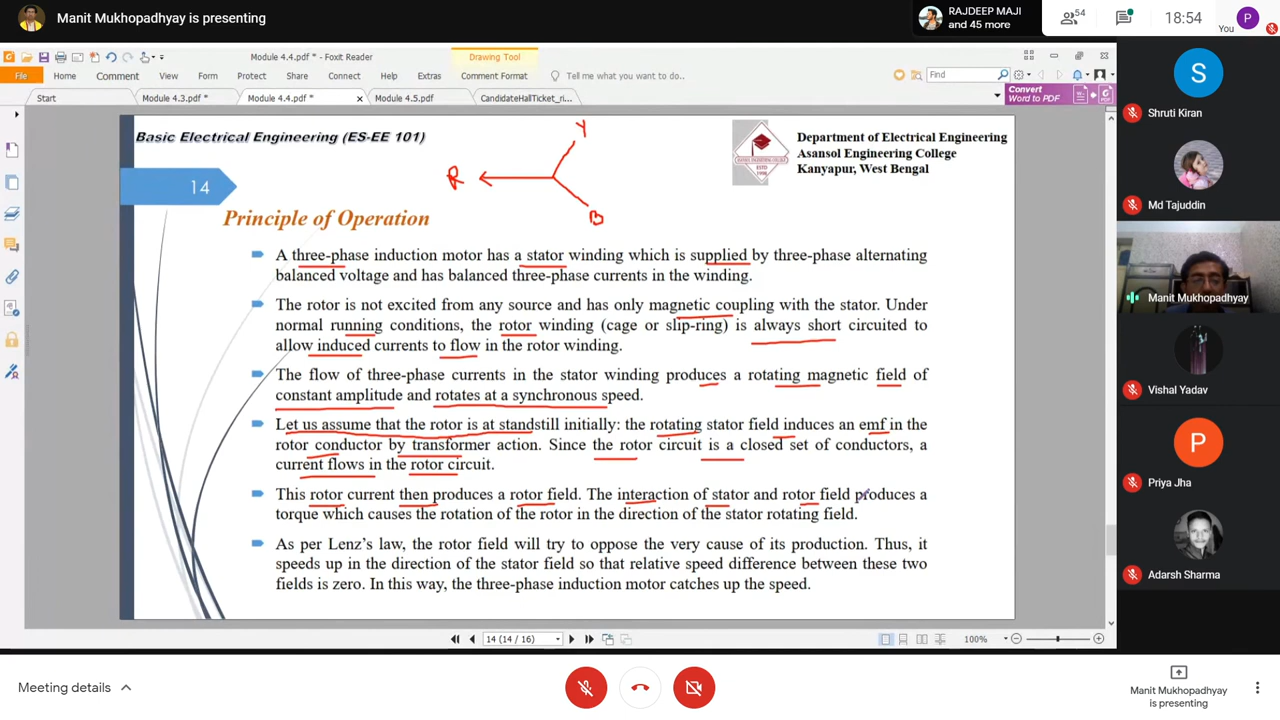 Manit Mukhopadhyay is presenting
RAJDEEP MAJI
and 45 more
54
18:54
You
P
Module 4.4.pdf * - Foxit Reader
Drawing Tool
File
Home
Comment
View
Form
Protect
Share
Connect
Help
Extras
Comment Format
Tell me what you want to do..
Find
Start
Module 4.3.pdf *
Module 4.4.pdf *
Module 4.5.pdf
CandidateHallTicket_ri...
Convert
Word to PDF
Basic Electrical Engineering (ES-EE 101)
Department of Electrical Engineering
Asansol Engineering College
Kanyapur, West Bengal
14
R
Y
B
Principle of Operation
A three-phase induction motor has a stator winding which is supplied by three-phase alternating
balanced voltage and has balanced three-phase currents in the winding.
The rotor is not excited from any source and has only magnetic coupling with the stator. Under
normal running conditions, the rotor winding (cage or slip-ring) is always short circuited to
allow induced currents to flow in the rotor winding.
The flow of three-phase currents in the stator winding produces a rotating magnetic field of
constant amplitude and rotates at a synchronous speed.
Let us assume that the rotor is at standstill initially: the rotating stator field induces an emf in the
rotor conductor by transformer action. Since the rotor circuit is a closed set of conductors, a
current flows in the rotor circuit.
This rotor current then produces a rotor field. The interaction of stator and rotor field produces a
torque which causes the rotation of the rotor in the direction of the stator rotating field.
As per Lenz's law, the rotor field will try to oppose the very cause of its production. Thus, it
speeds up in the direction of the stator field so that relative speed difference between these two
fields is zero. In this way, the three-phase induction motor catches up the speed.
14 (14 / 16)
100%
S
Shruti Kiran
Md Tajuddin
Manit Mukhopadhyay
Vishal Yadav
P
Priya Jha
Adarsh Sharma
Meeting details
Manit Mukhopadhyay
is presenting